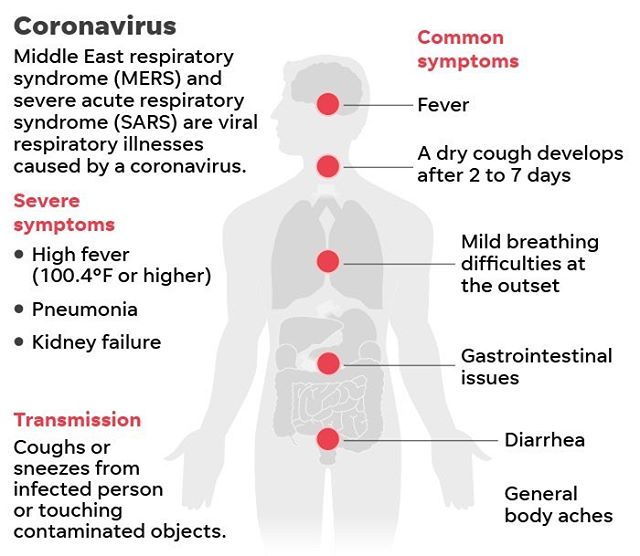 Coronavirus
Middle East respiratory
syndrome (MERS) and
severe acute respiratory
syndrome (SARS) are viral
respiratory illnesses
caused by a coronavirus.
Severe
symptoms
• High fever
(100.4°F or higher)
• Pneumonia
• Kidney failure
Transmission
Coughs or
sneezes from
infected person
or touching
contaminated objects.
Common
symptoms
Fever
A dry cough develops
after 2 to 7 days
Mild breathing
difficulties at
the outset
Gastrointestinal
issues
Diarrhea
General
body aches